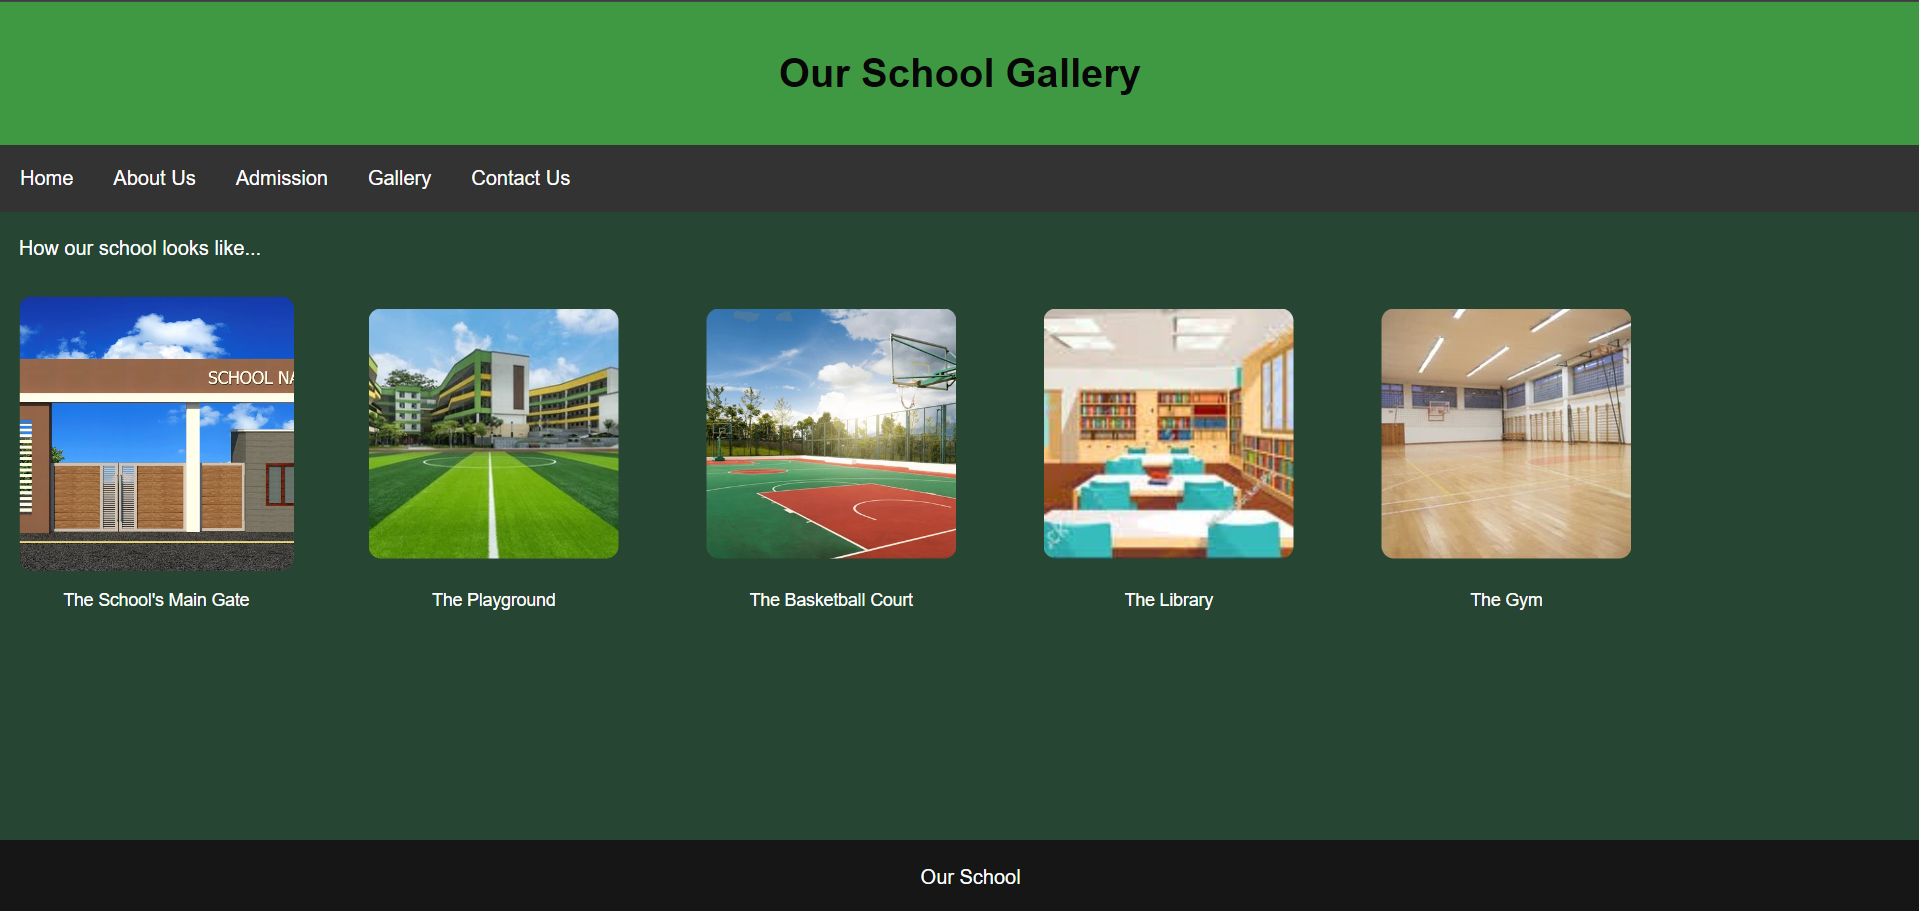 Our School Gallery
Home About Us Admission Gallery Contact Us
How our school looks like...
SCHOOL NA
The School's Main Gate The Playground The Basketball Court The Library The Gym
Our School